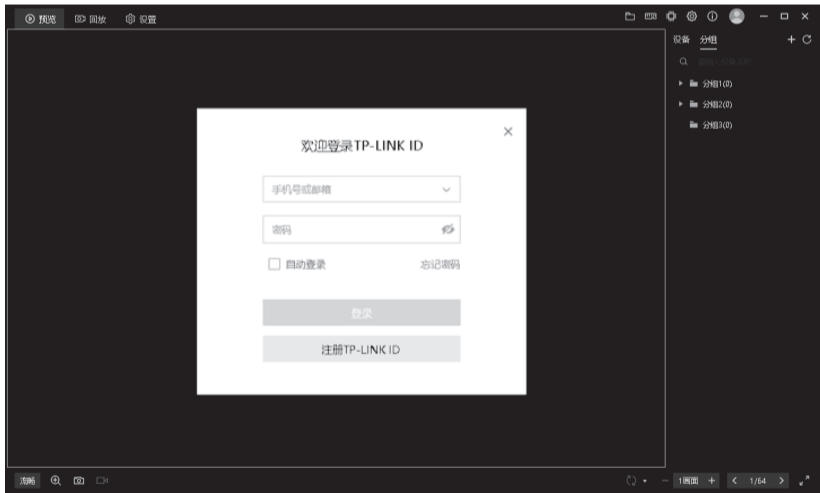 预览 回放 设置
设备 分组
分组1(0)
分组2(0)
分组3(0)
欢迎登录TP-LINK ID
手机号或邮箱
密码
自动登录 忘记密码
登录
注册TP-LINK ID
流畅 1画面 1/64